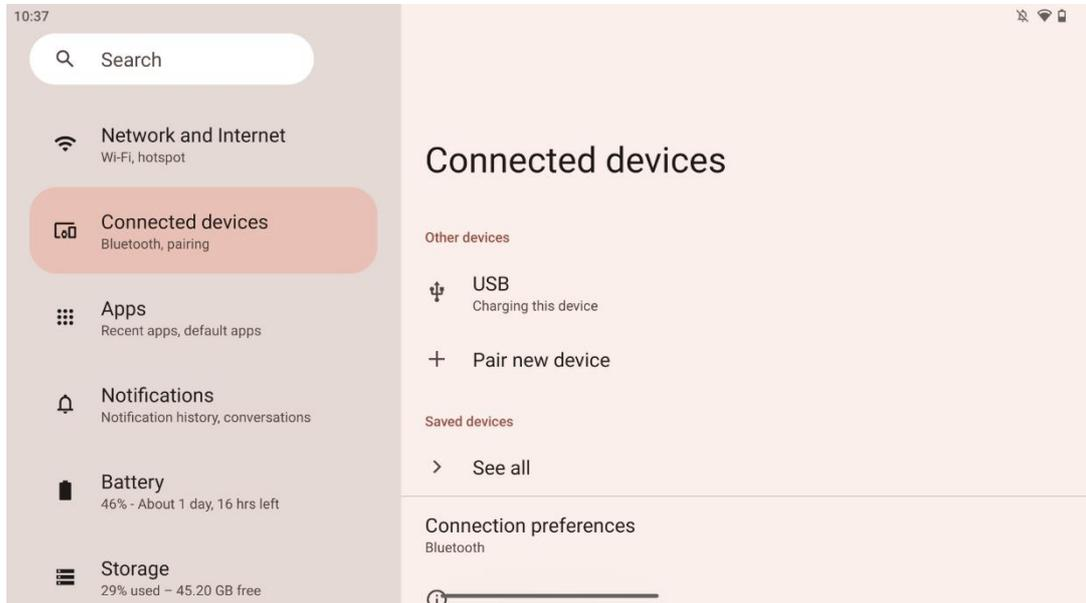 10:37
Search
Network and Internet
Wi-Fi, hotspot
Connected devices
Bluetooth, pairing
Apps
Recent apps, default apps
Notifications
Notification history, conversations
Battery
46% - About 1 day, 16 hrs left
Storage
29% used – 45.20 GB free
Connected devices
Other devices
USB
Charging this device
Pair new device
Saved devices
See all
Connection preferences
Bluetooth